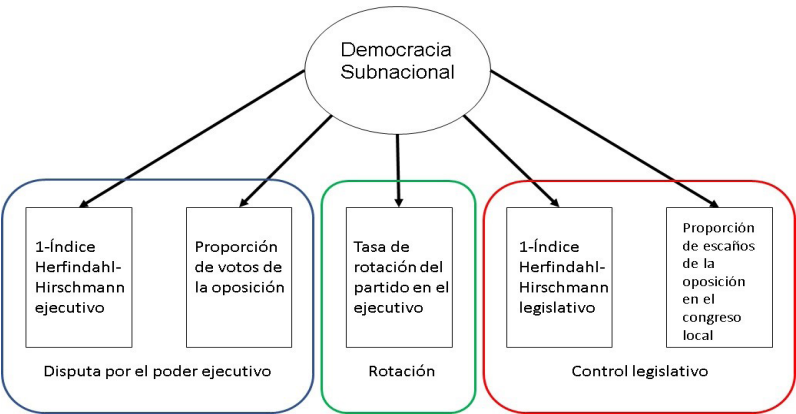 Democracia
Subnacional
1-Índice
Herfindahl-
Hirschmann
ejecutivo
Proporción
de votos de
la oposición
Tasa de
rotación del
partido en el
ejecutivo
1-Índice
Herfindahl-
Hirschmann
legislativo
Proporción
de escaños
de la
oposición
en el
congreso
local
Disputa por el poder ejecutivo
Rotación
Control legislativo